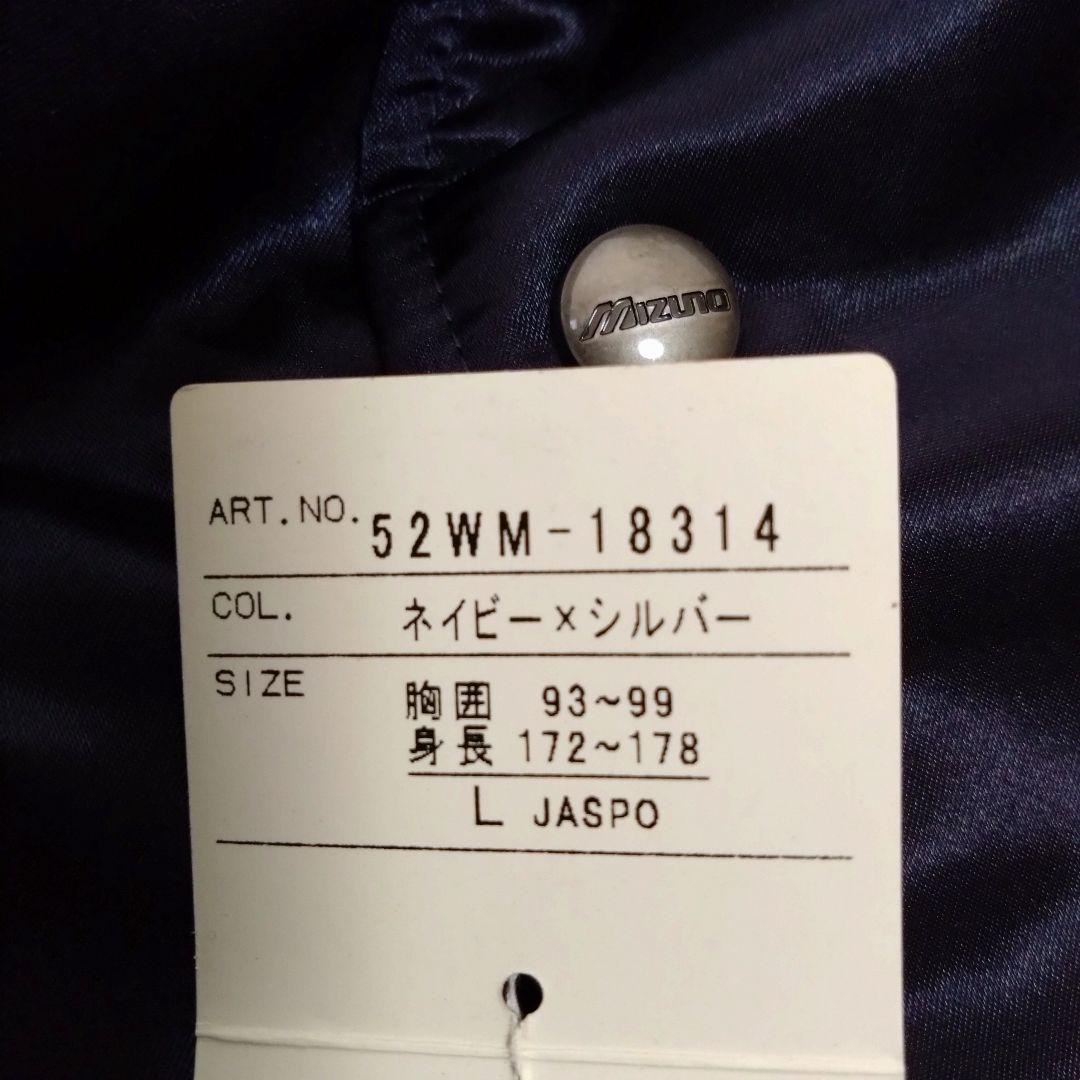 MIZUNO
ART.NO. 52WM-18314
COL. ネイビー×シルバー
SIZE 胸囲 93~99
身長 172~178
L JASPO